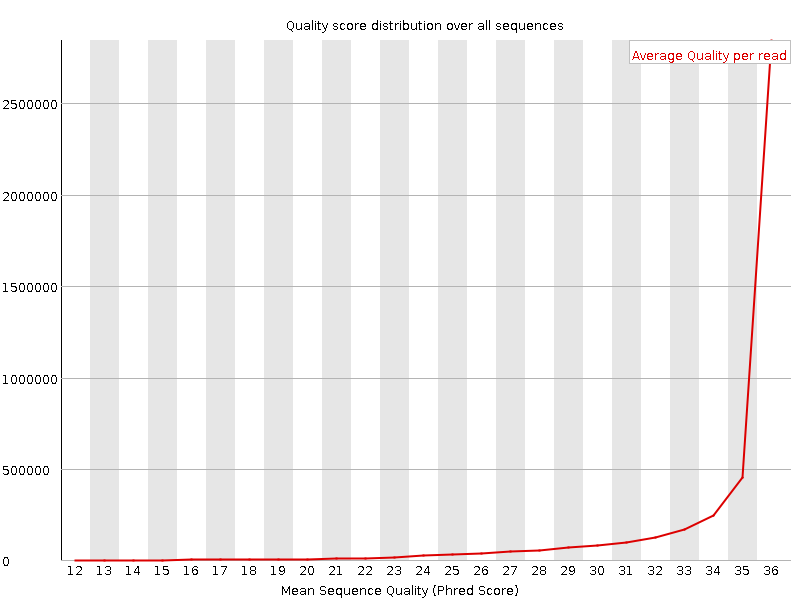 Quality score distribution over all sequences
Average Quality per read
2500000
2000000
1500000
1000000
500000
0
12 13 14 15 16 17 18 19 20 21 22 23 24 25 26 27 28 29 30 31 32 33 34 35 36
Mean Sequence Quality (Phred Score)